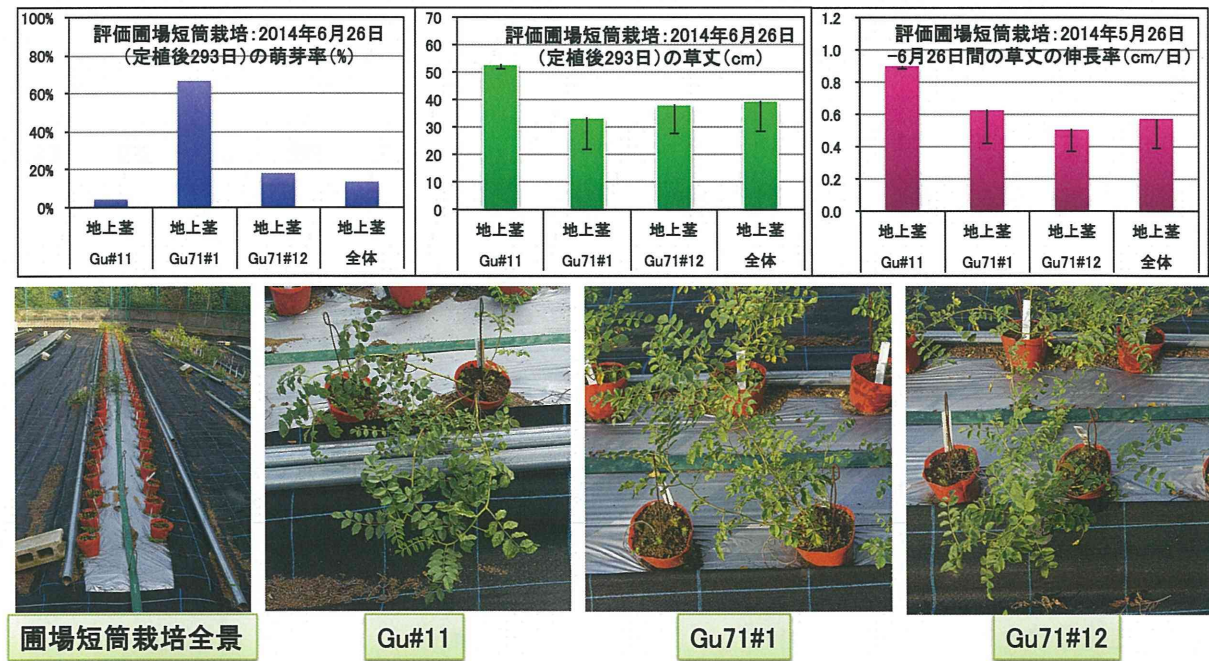 100%
80%
60%
40%
20%
0%
評価圃場短筒栽培:2014年6月26日
(定植後293日)の萌芽率(%)
地上茎 地上茎 地上茎 地上茎
Gu#11 Gu71#1 Gu71#12 全体
70
60
50
40
30
20
10
0
評価圃場短筒栽培:2014年6月26日
(定植後293日)の草丈(cm)
地上茎 地上茎 地上茎 地上茎
Gu#11 Gu71#1 Gu71#12 全体
1.2
1.0
0.8
0.6
0.4
0.2
0.0
評価圃場短筒栽培:2014年5月26日
-6月26日間の草丈の伸長率(cm/日)
地上茎 地上茎 地上茎 地上茎
Gu#11 Gu71#1 Gu71#12 全体
圃場短筒栽培全景
Gu#11
Gu71#1
Gu71#12